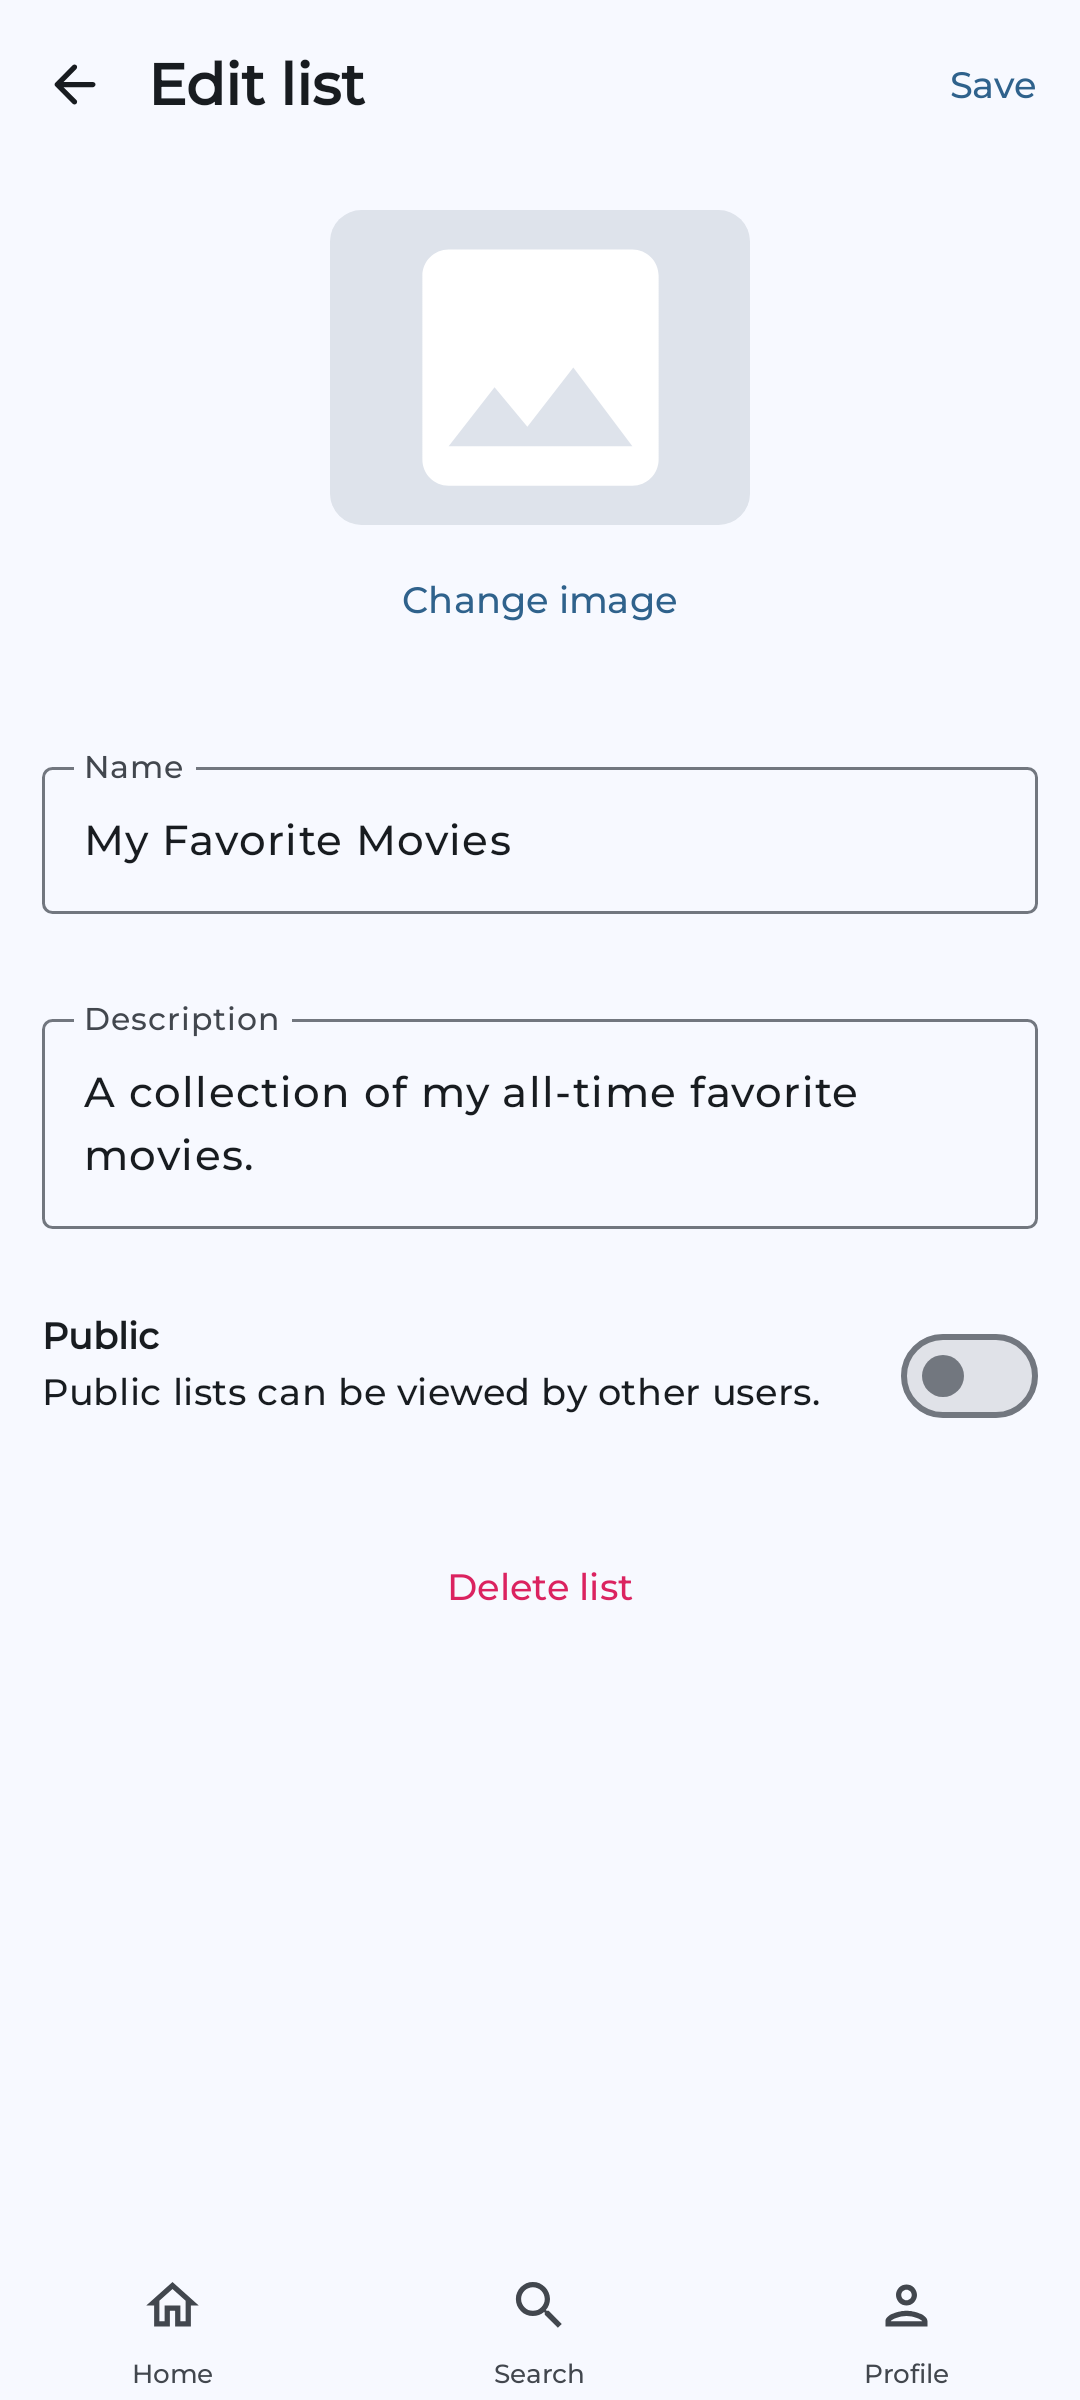 Edit list
Save
Change image
Name
My Favorite Movies
Description
A collection of my all-time favorite
movies.
Public
Public lists can be viewed by other users.
Delete list
Home
Search
Profile